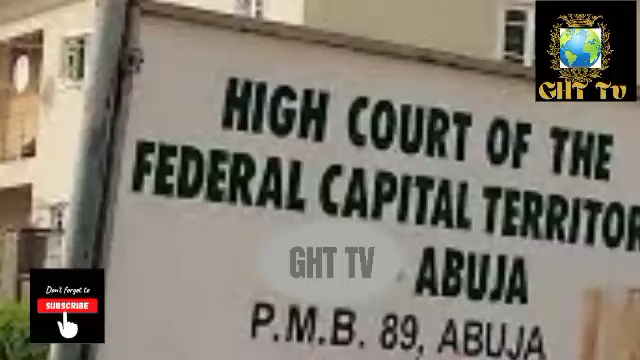 GHT TV
HIGH COURT OF THE
FEDERAL CAPITAL TERRITOR
GHT TV
ABUJA
P.M.B. 89, ABUJA
Don't forget to
SUBSCRIBE